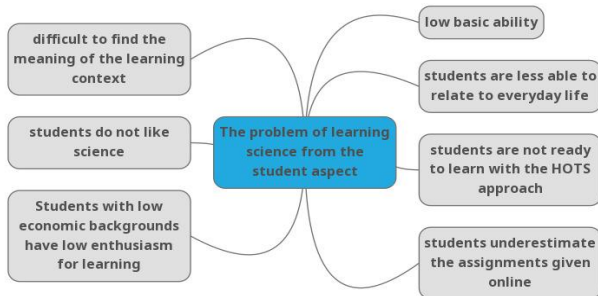 difficult to find the
meaning of the learning
context
students do not like
science
Students with low
economic backgrounds
have low enthusiasm
for learning
The problem of learning
science from the
student aspect
low basic ability
students are less able to
relate to everyday life
students are not ready
to learn with the HOTS
approach
students underestimate
the assignments given
online